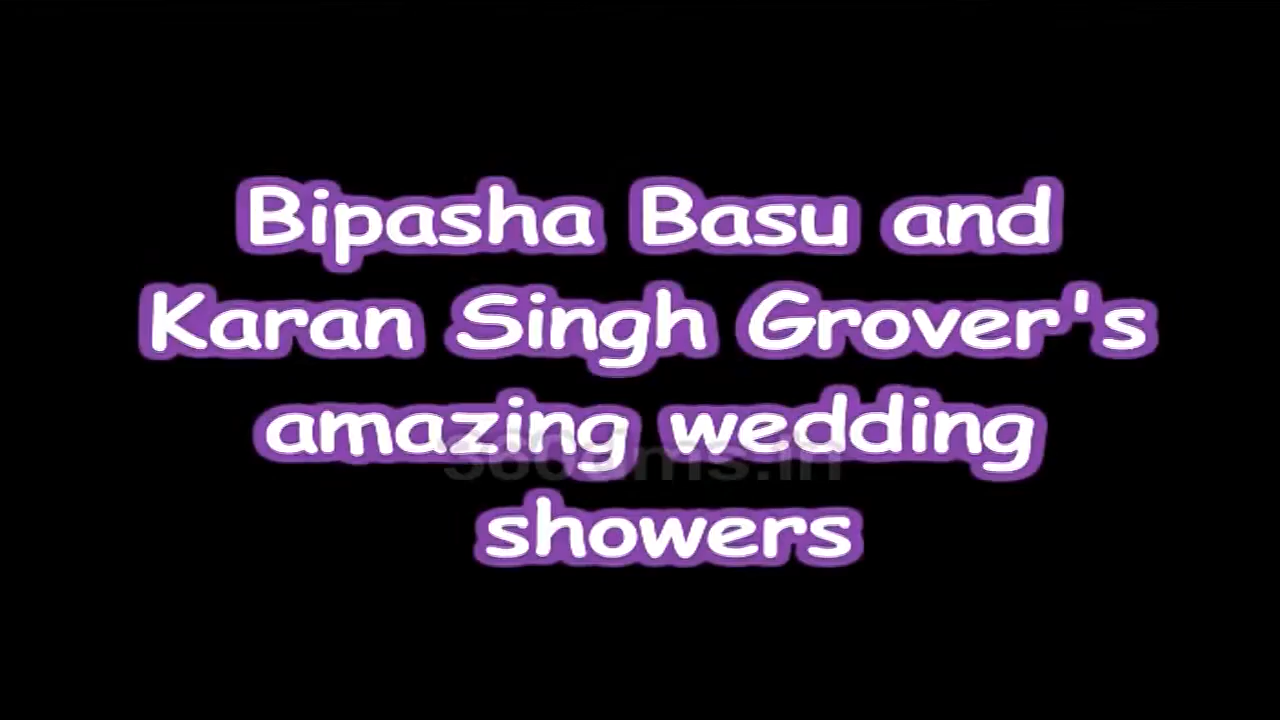 Bipasha Basu and
Karan Singh Grover's
amazing wedding
showers